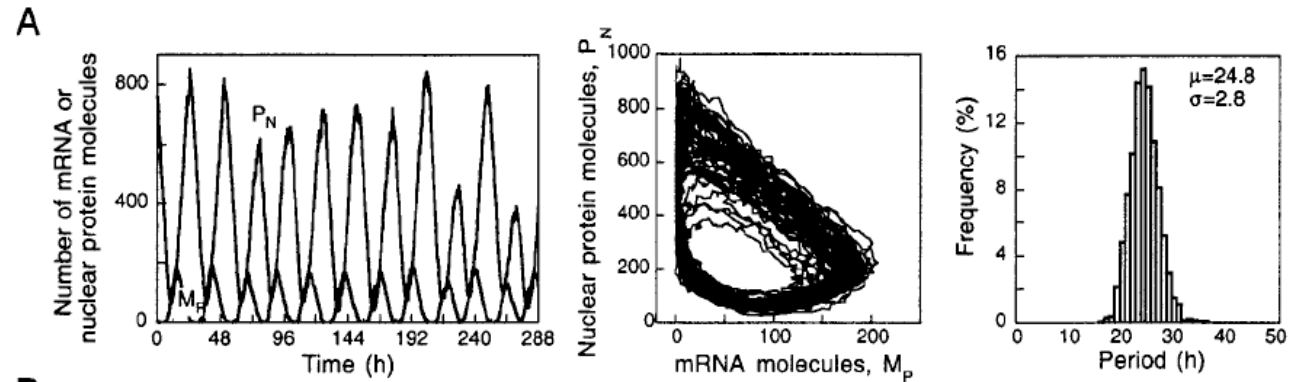 A
Number of mRNA or
nuclear protein molecules
800
400
0
P_N
M_P
0 48 96 144 192 240 288
Time (h)
Nuclear protein molecules, P_N
1000
800
600
400
200
0
0 100 200
mRNA molecules, M_P
Frequency (%)
16
12
8
4
0
μ=24.8
σ=2.8
0 10 20 30 40 50
Period (h)